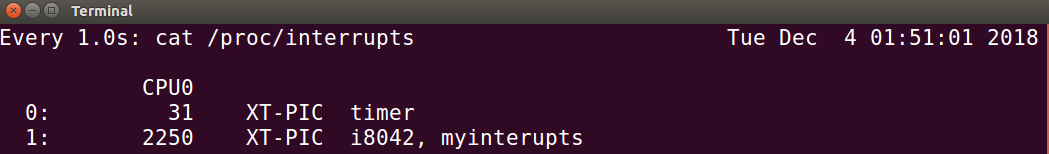 Terminal
Every 1.0s: cat /proc/interrupts Tue Dec  4 01:51:01 2018
CPU0
0: 31 XT-PIC timer
1: 2250 XT-PIC i8042, myinterupts